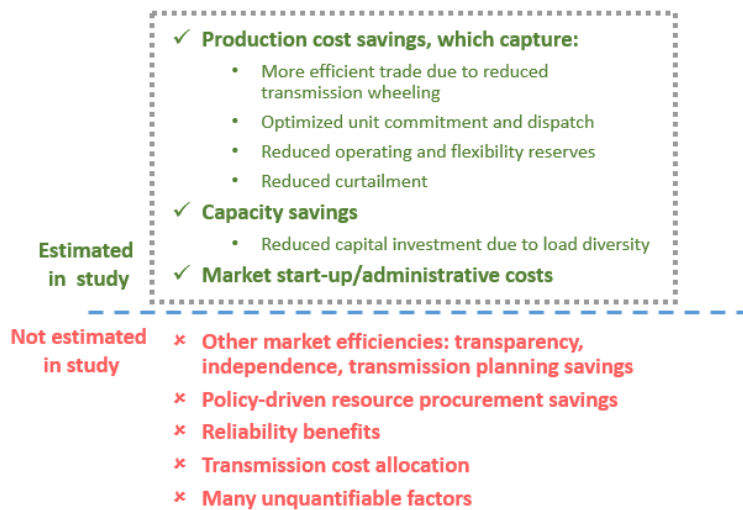 ✓ Production cost savings, which capture:
• More efficient trade due to reduced
transmission wheeling
• Optimized unit commitment and dispatch
• Reduced operating and flexibility reserves
• Reduced curtailment
✓ Capacity savings
• Reduced capital investment due to load diversity
✓ Market start-up/administrative costs
Estimated
in study
Not estimated
in study
× Other market efficiencies: transparency,
independence, transmission planning savings
× Policy-driven resource procurement savings
× Reliability benefits
× Transmission cost allocation
× Many unquantifiable factors